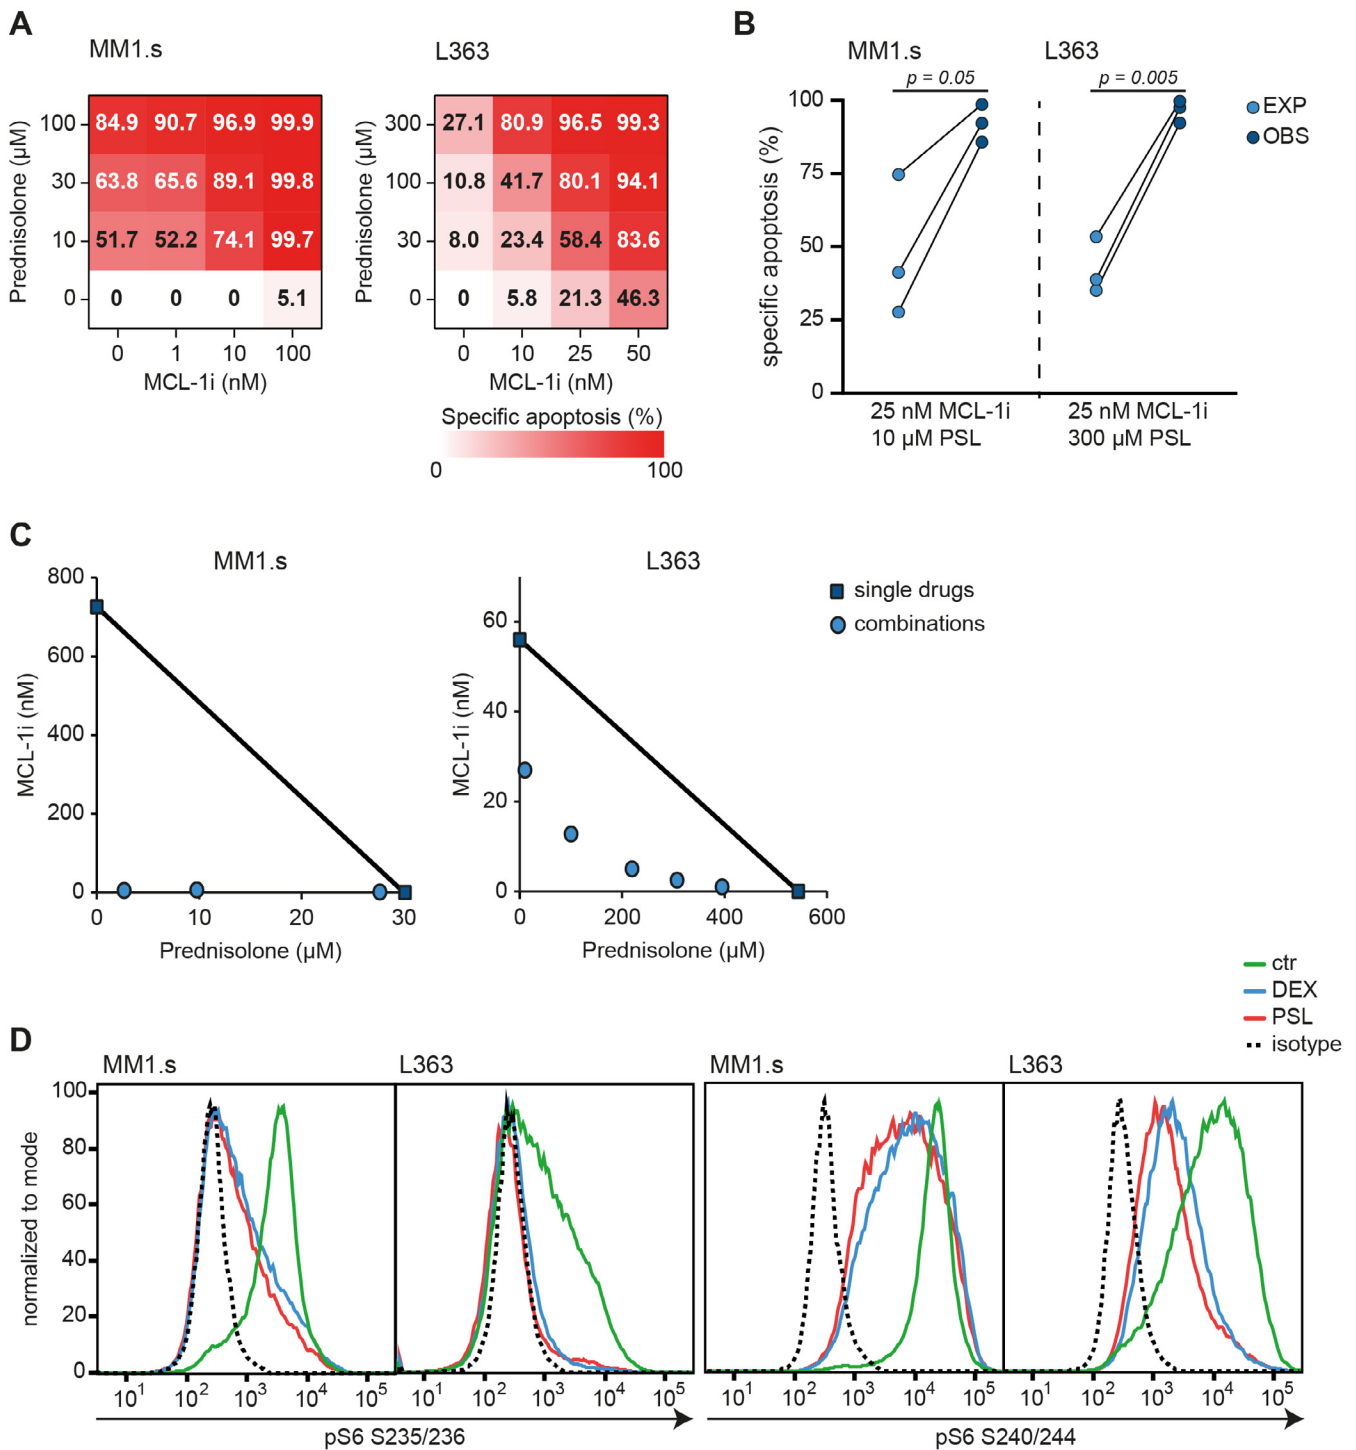 A
MM1.s
L363
Prednisolone (µM)
100
84.9 90.7 96.9 99.9
30
63.8 65.6 89.1 99.8
10
51.7 52.2 74.1 99.7
0
0 0 0 5.1
0 1 10 100
MCL-1i (nM)
Prednisolone (µM)
300
27.1 80.9 96.5 99.3
100
10.8 41.7 80.1 94.1
30
8.0 23.4 58.4 83.6
0
0 5.8 21.3 46.3
0 10 25 50
MCL-1i (nM)
Specific apoptosis (%)
0 100
B
MM1.s
L363
p = 0.05
p = 0.005
EXP
OBS
specific apoptosis (%)
100
75
50
25
0
25 nM MCL-1i
10 µM PSL
25 nM MCL-1i
300 µM PSL
C
MM1.s
MCL-1i (nM)
800
600
400
200
0
0 10 20 30
Prednisolone (µM)
L363
MCL-1i (nM)
60
40
20
0
0 200 400 600
Prednisolone (µM)
single drugs
combinations
ctr
DEX
PSL
isotype
D
MM1.s
L363
MM1.s
L363
normalized to mode
100
80
60
40
20
0
10¹ 10² 10³ 10⁴ 10⁵
10¹ 10² 10³ 10⁴ 10⁵
10¹ 10² 10³ 10⁴ 10⁵
10¹ 10² 10³ 10⁴ 10⁵
pS6 S235/236
pS6 S240/244